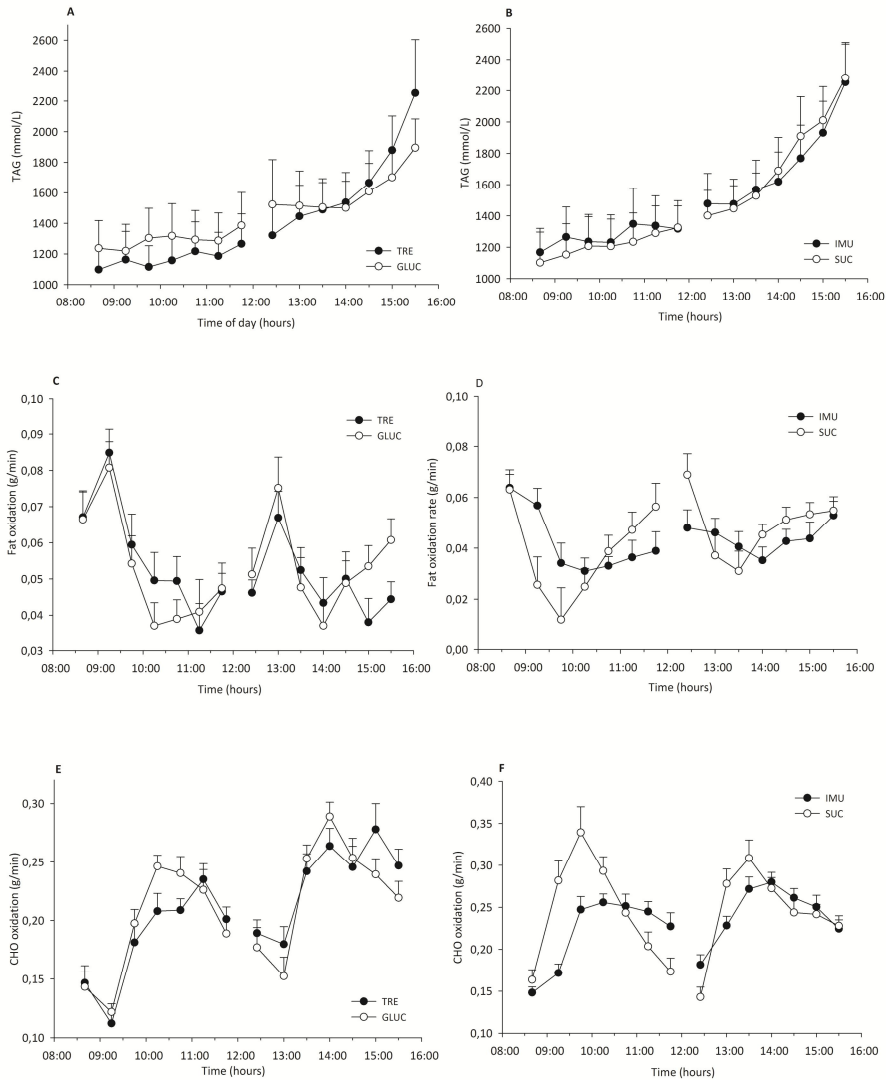 A
TAG (mmol/L)
2600
2400
2200
2000
1800
1600
1400
1200
1000
TRE
GLUC
08:00 09:00 10:00 11:00 12:00 13:00 14:00 15:00 16:00
Time of day (hours)
B
TAG (mmol/L)
2600
2400
2200
2000
1800
1600
1400
1200
1000
IMU
SUC
08:00 09:00 10:00 11:00 12:00 13:00 14:00 15:00 16:00
Time (hours)
C
Fat oxidation (g/min)
0,10
0,09
0,08
0,07
0,06
0,05
0,04
0,03
TRE
GLUC
08:00 09:00 10:00 11:00 12:00 13:00 14:00 15:00 16:00
Time (hours)
D
Fat oxidation rate (g/min)
0,10
0,08
0,06
0,04
0,02
0,00
IMU
SUC
08:00 09:00 10:00 11:00 12:00 13:00 14:00 15:00 16:00
Time (hours)
E
CHO oxidation (g/min)
0,30
0,25
0,20
0,15
0,10
TRE
GLUC
08:00 09:00 10:00 11:00 12:00 13:00 14:00 15:00 16:00
Time (hours)
F
CHO oxidation (g/min)
0,40
0,35
0,30
0,25
0,20
0,15
0,10
IMU
SUC
08:00 09:00 10:00 11:00 12:00 13:00 14:00 15:00 16:00
Time (hours)